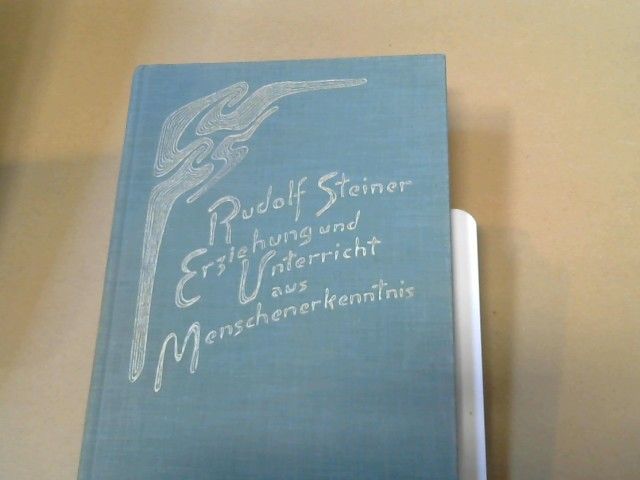 Rudolf Steiner
Erziehung und
Unterricht
aus
Menschenerkenntnis